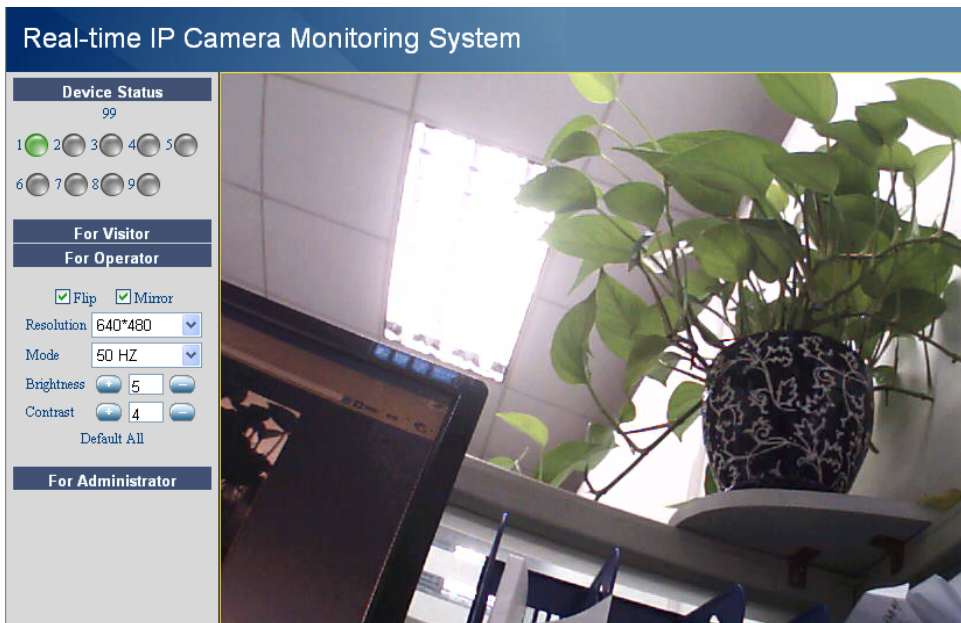 Real-time IP Camera Monitoring System
Device Status
99
1 2 3 4 5
6 7 8 9
For Visitor
For Operator
Flip Mirror
Resolution 640*480
Mode 50 HZ
Brightness + 5 −
Contrast + 4 −
Default All
For Administrator